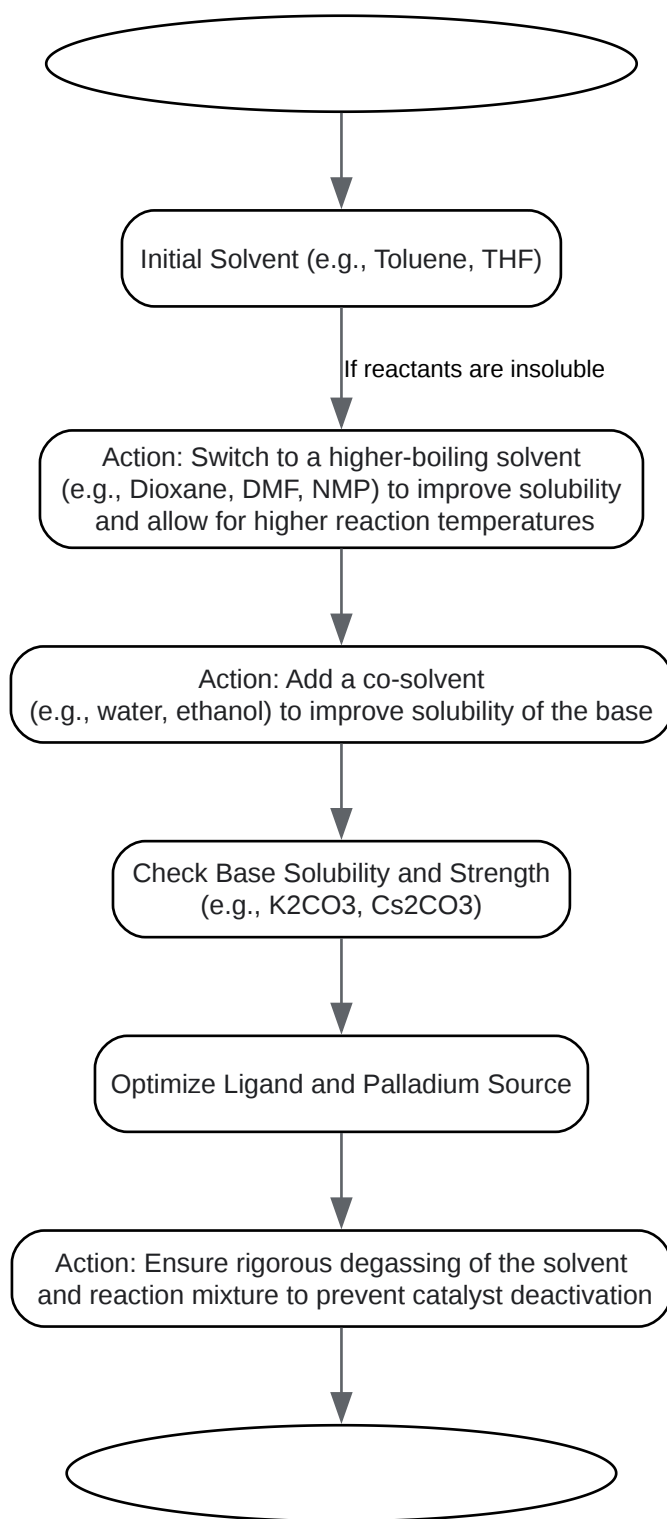 Initial Solvent (e.g., Toluene, THF)
If reactants are insoluble
Action: Switch to a higher-boiling solvent
(e.g., Dioxane, DMF, NMP) to improve solubility
and allow for higher reaction temperatures
Action: Add a co-solvent
(e.g., water, ethanol) to improve solubility of the base
Check Base Solubility and Strength
(e.g., K2CO3, Cs2CO3)
Optimize Ligand and Palladium Source
Action: Ensure rigorous degassing of the solvent
and reaction mixture to prevent catalyst deactivation